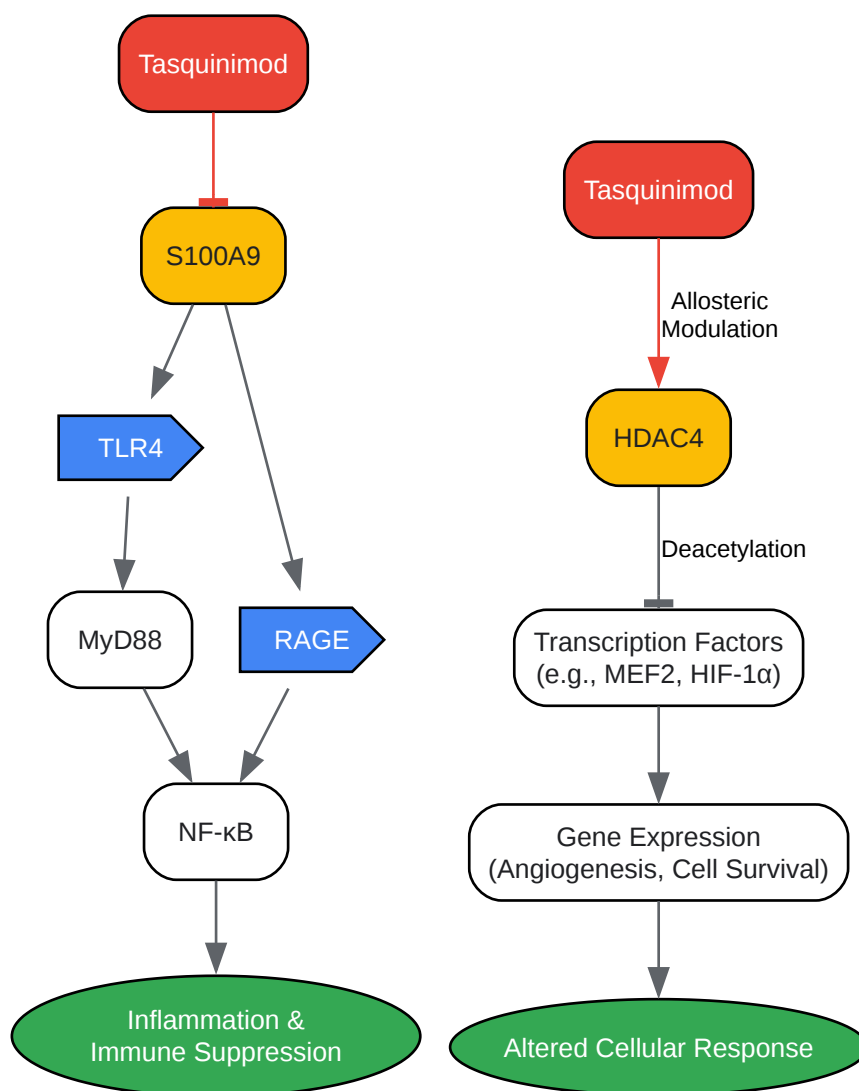 Tasquinimod
S100A9
TLR4
MyD88
RAGE
NF-κB
Inflammation &
Immune Suppression
Tasquinimod
Allosteric
Modulation
HDAC4
Deacetylation
Transcription Factors
(e.g., MEF2, HIF-1α)
Gene Expression
(Angiogenesis, Cell Survival)
Altered Cellular Response